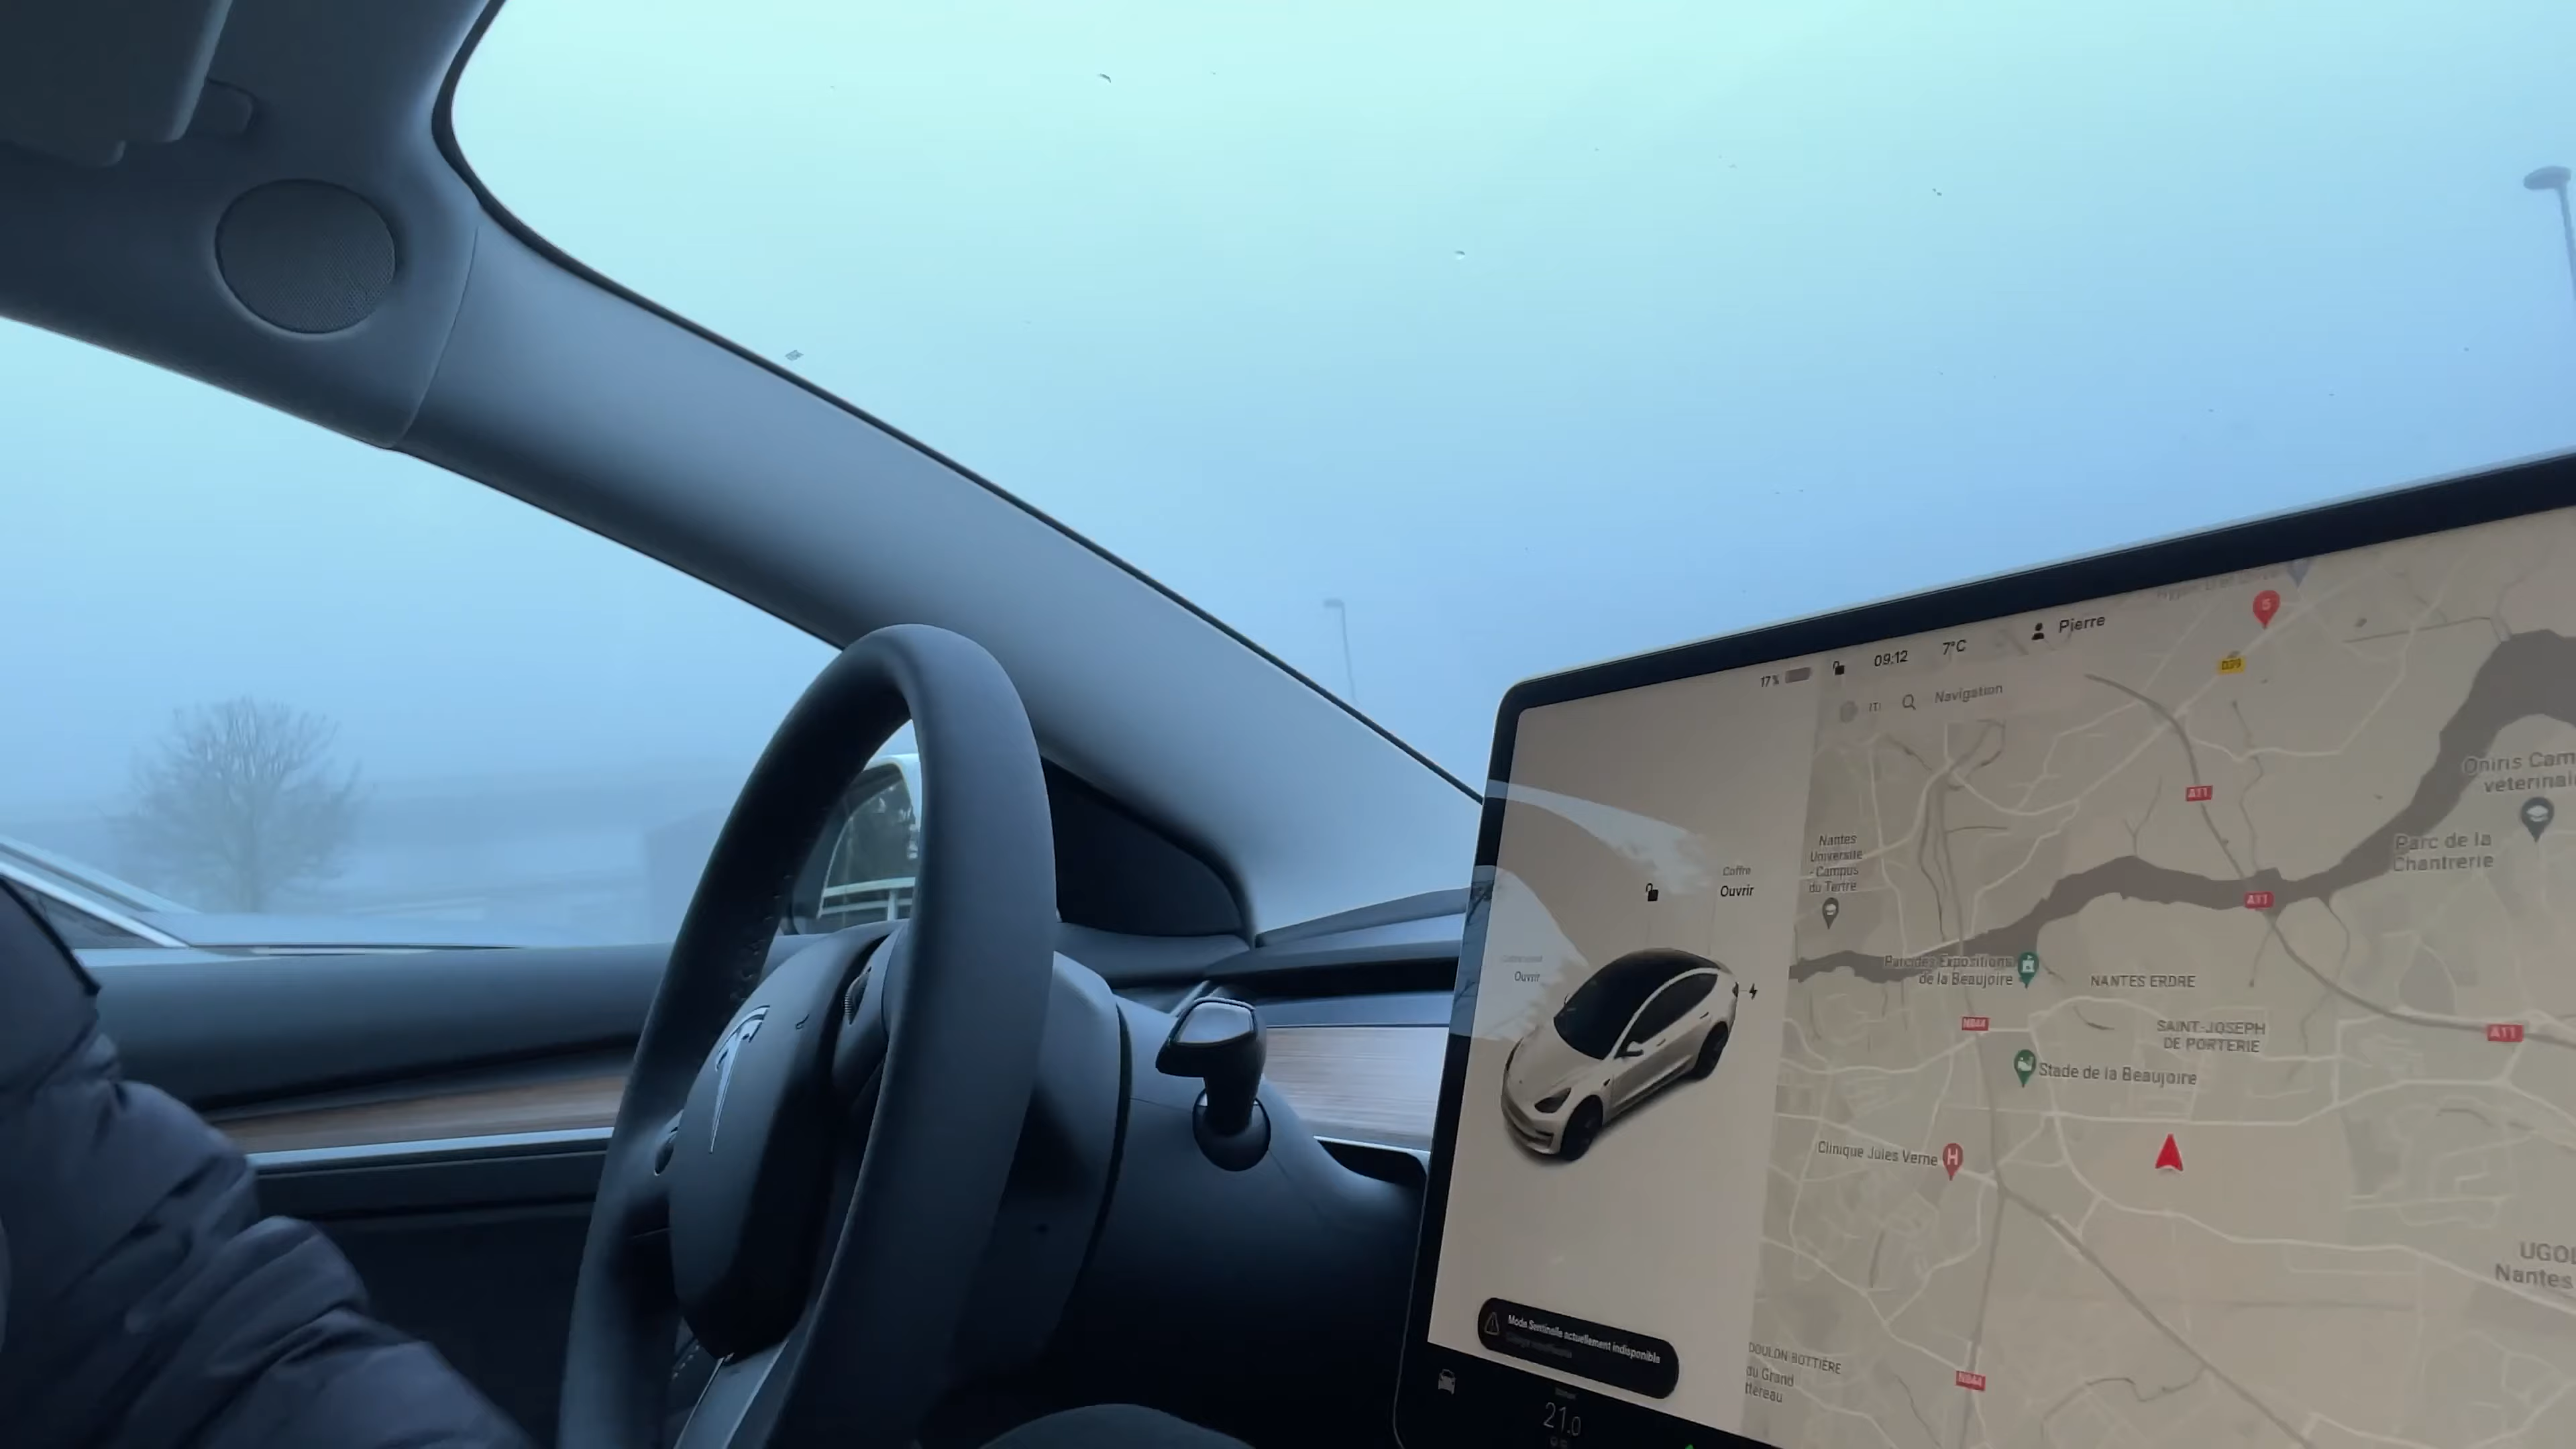 17%
09:12
7°C
Pierre
Navigation
5
D39
A11
Oniris Cam
vétérinai
Parc de la
Chantrerie
Nantes
Université
- Campus
du Tertre
Coffre
Ouvrir
A11
Ouvrir
Parc des Expositions
de la Beaujoire
NANTES ERDRE
N844
SAINT-JOSEPH
DE PORTERIE
A11
Stade de la Beaujoire
Clinique Jules Verne
H
UGOL
Nantes
Mode Sentinelle actuellement indisponible
DOULON BOTTIÈRE
du Grand
N844
21.0